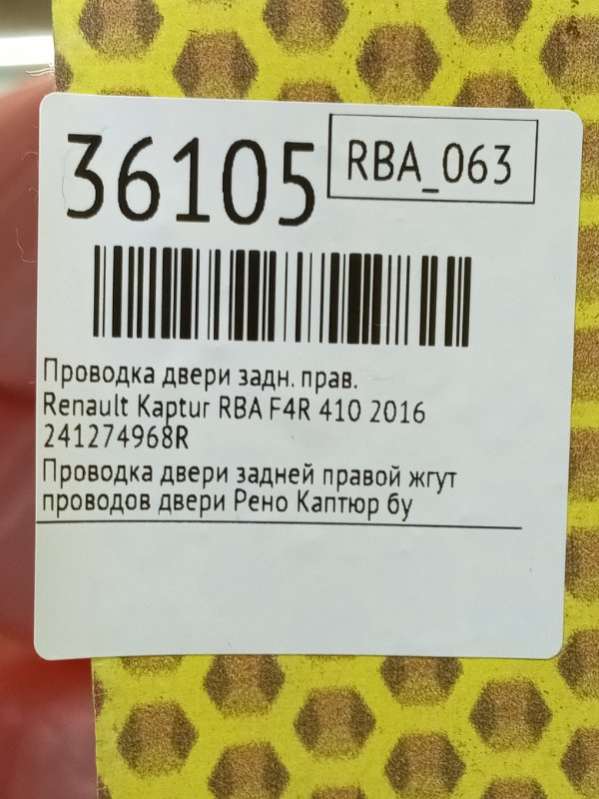 36105
RBA_063
Проводка двери задн. прав.
Renault Kaptur RBA F4R 410 2016
241274968R
Проводка двери задней правой жгут
проводов двери Рено Каптюр бу